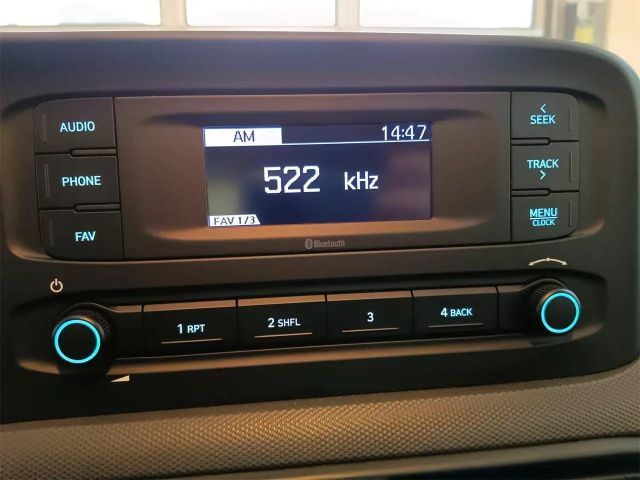 AUDIO
PHONE
FAV
AM 14:47
522 kHz
FAV 1/3
Bluetooth
< SEEK
TRACK >
MENU
CLOCK
1 RPT
2 SHFL
3
4 BACK